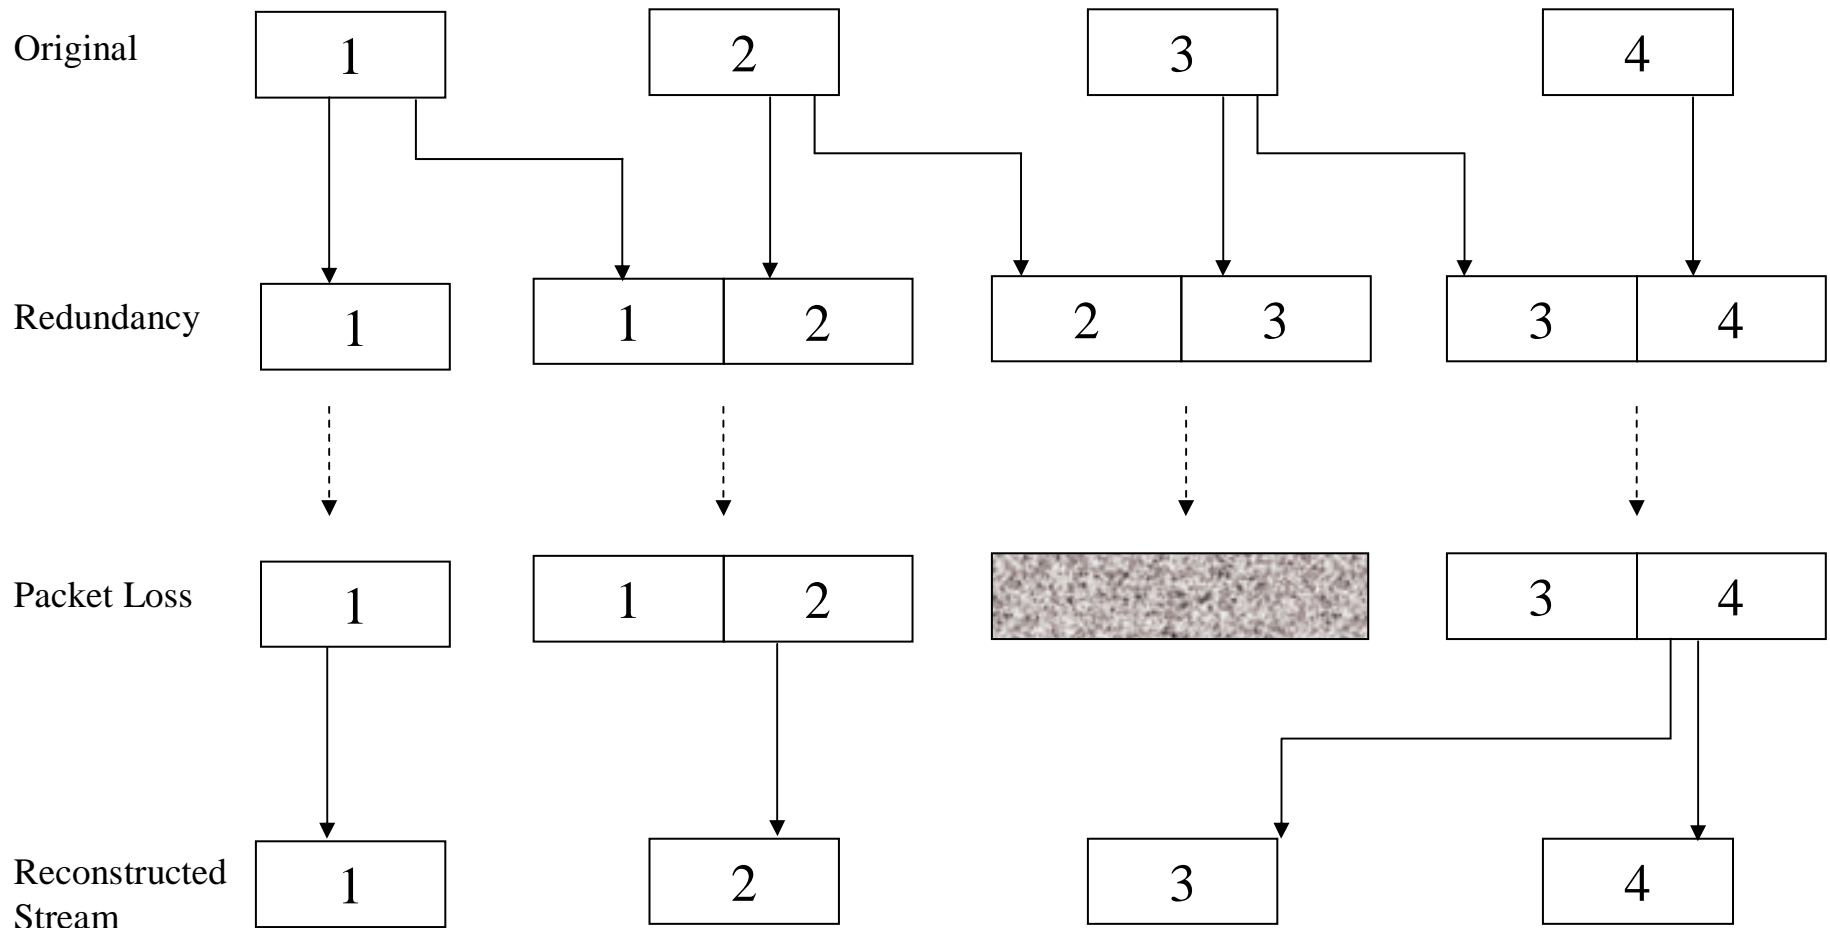 Original 1 2 3 4
Redundancy 1 1 2 2 3 3 4
Packet Loss 1 1 2 3 4
Reconstructed
Stream
1 2 3 4